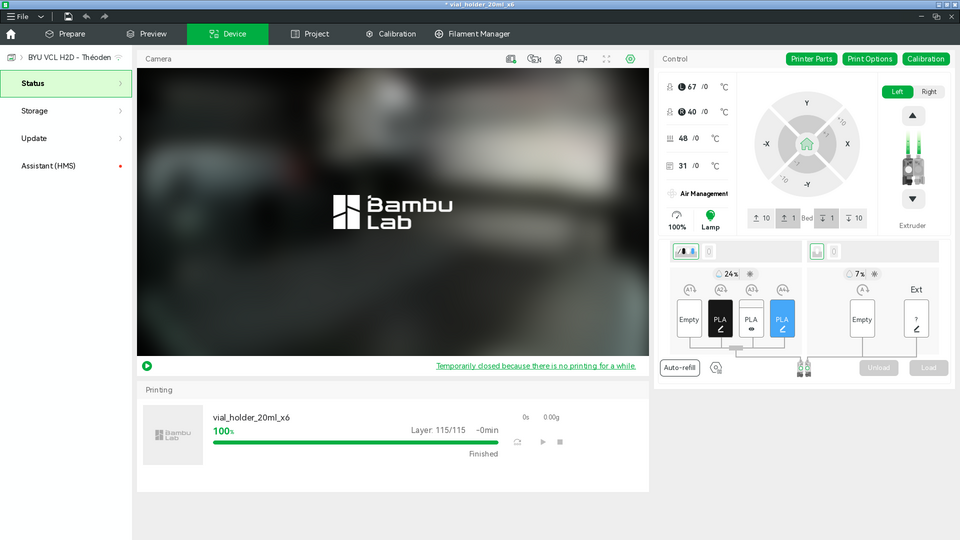 * vial_holder_20ml_x6
File
Prepare
Preview
Device
Project
Calibration
Filament Manager
BYU VCL H2D - Théoden
Status
Storage
Update
Assistant (HMS)
Camera
Bambu
Lab
Temporarily closed because there is no printing for a while.
Printing
Bambu
Lab
vial_holder_20ml_x6
0s 0.00g
100%
Layer: 115/115 -0min
Finished
Control
Printer Parts
Print Options
Calibration
L 67 /0 °C
R 40 /0 °C
48 /0 °C
31 /0 °C
Air Management
100%
Lamp
Y
+10
+1
-X
X
-1
-10
-Y
10
1
Bed
1
10
Left
Right
Extruder
24%
A1
A2
A3
A4
Empty
PLA
PLA
PLA
7%
A
Ext
Empty
?
Auto-refill
Unload
Load